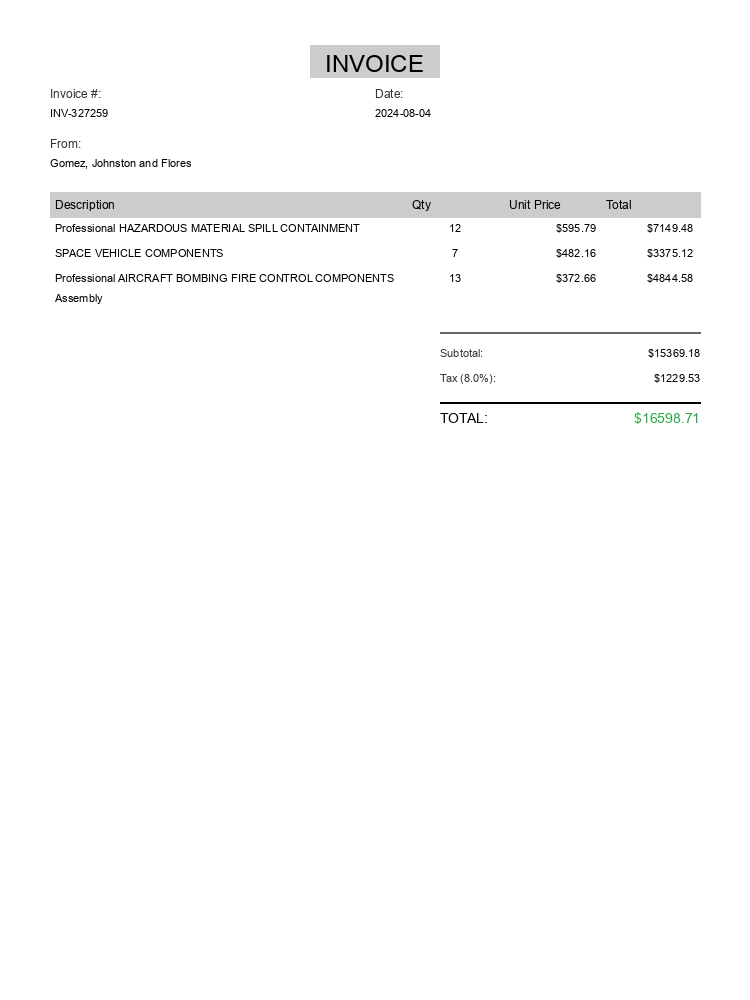 INVOICE
Invoice #: Date:
INV-327259 2024-08-04
From:
Gomez, Johnston and Flores
Description Qty Unit Price Total
Professional HAZARDOUS MATERIAL SPILL CONTAINMENT 12 $595.79 $7149.48
SPACE VEHICLE COMPONENTS 7 $482.16 $3375.12
Professional AIRCRAFT BOMBING FIRE CONTROL COMPONENTS 13 $372.66 $4844.58
Assembly
Subtotal: $15369.18
Tax (8.0%): $1229.53
TOTAL: $16598.71